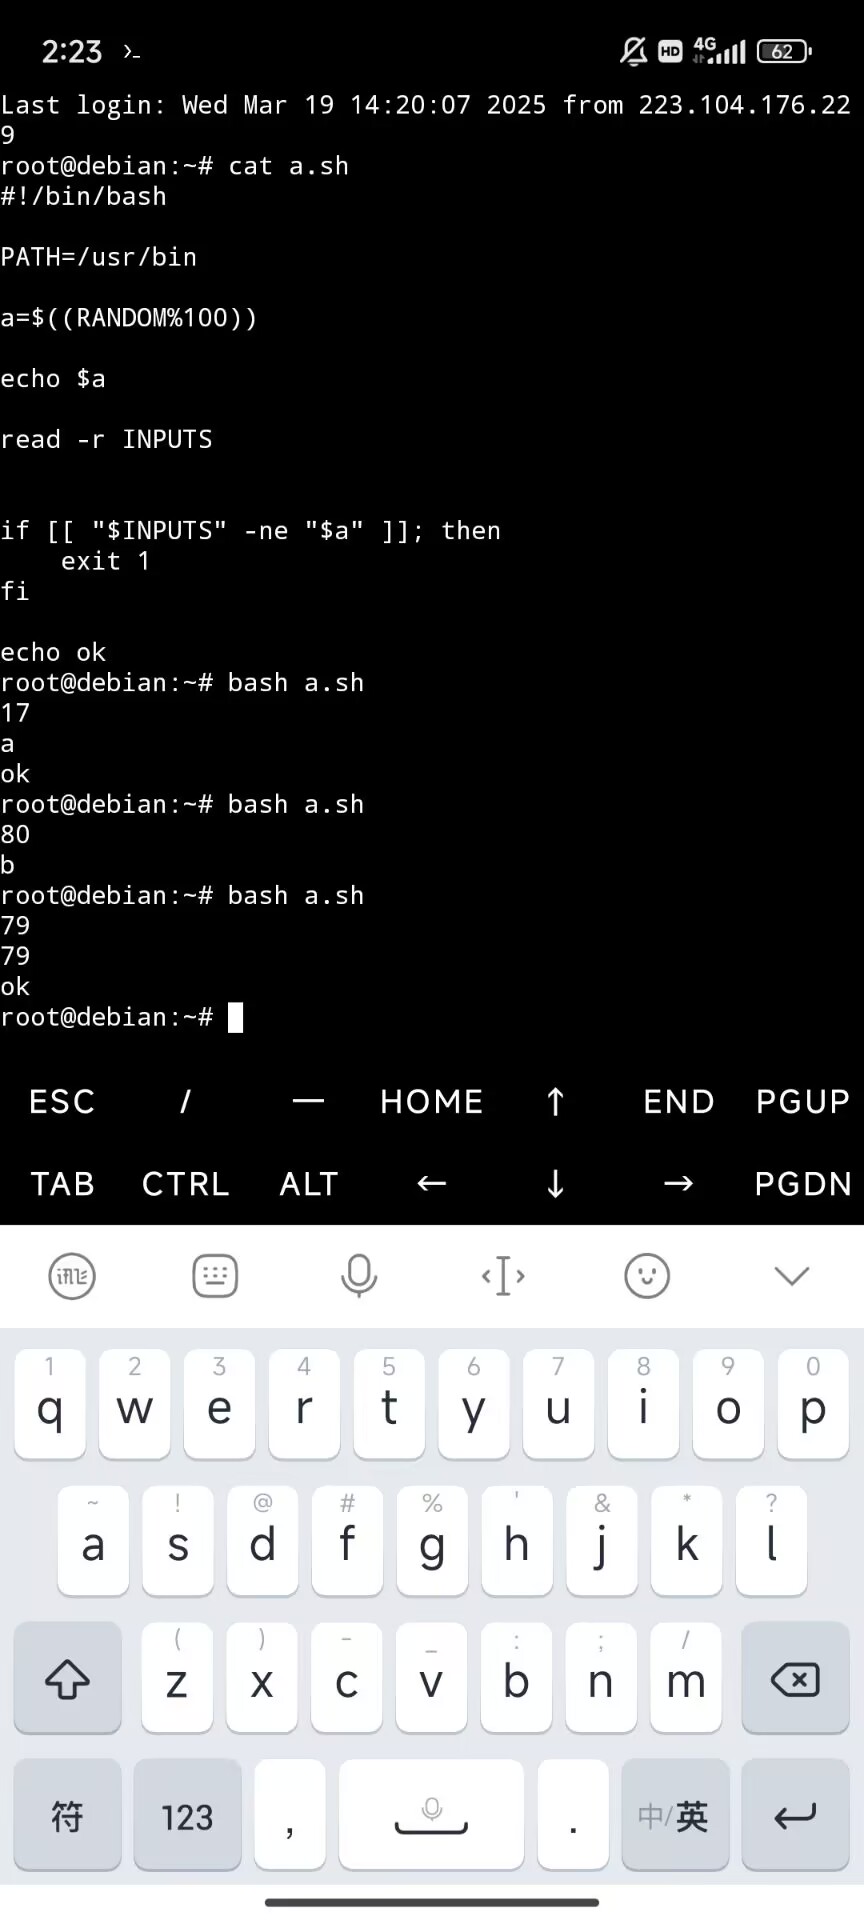 2:23 >_ HD 4G 62
Last login: Wed Mar 19 14:20:07 2025 from 223.104.176.22
9
root@debian:~# cat a.sh
#!/bin/bash
PATH=/usr/bin
a=$((RANDOM%100))
echo $a
read -r INPUTS
if [[ "$INPUTS" -ne "$a" ]]; then
    exit 1
fi
echo ok
root@debian:~# bash a.sh
17
a
ok
root@debian:~# bash a.sh
80
b
root@debian:~# bash a.sh
79
79
ok
root@debian:~#
ESC / — HOME ↑ END PGUP
TAB CTRL ALT ← ↓ → PGDN
1 2 3 4 5 6 7 8 9 0
q w e r t y u i o p
~ ! @ # % ' & * ?
a s d f g h j k l
( ) - _ : ; /
z x c v b n m
符 123 , . 中/英